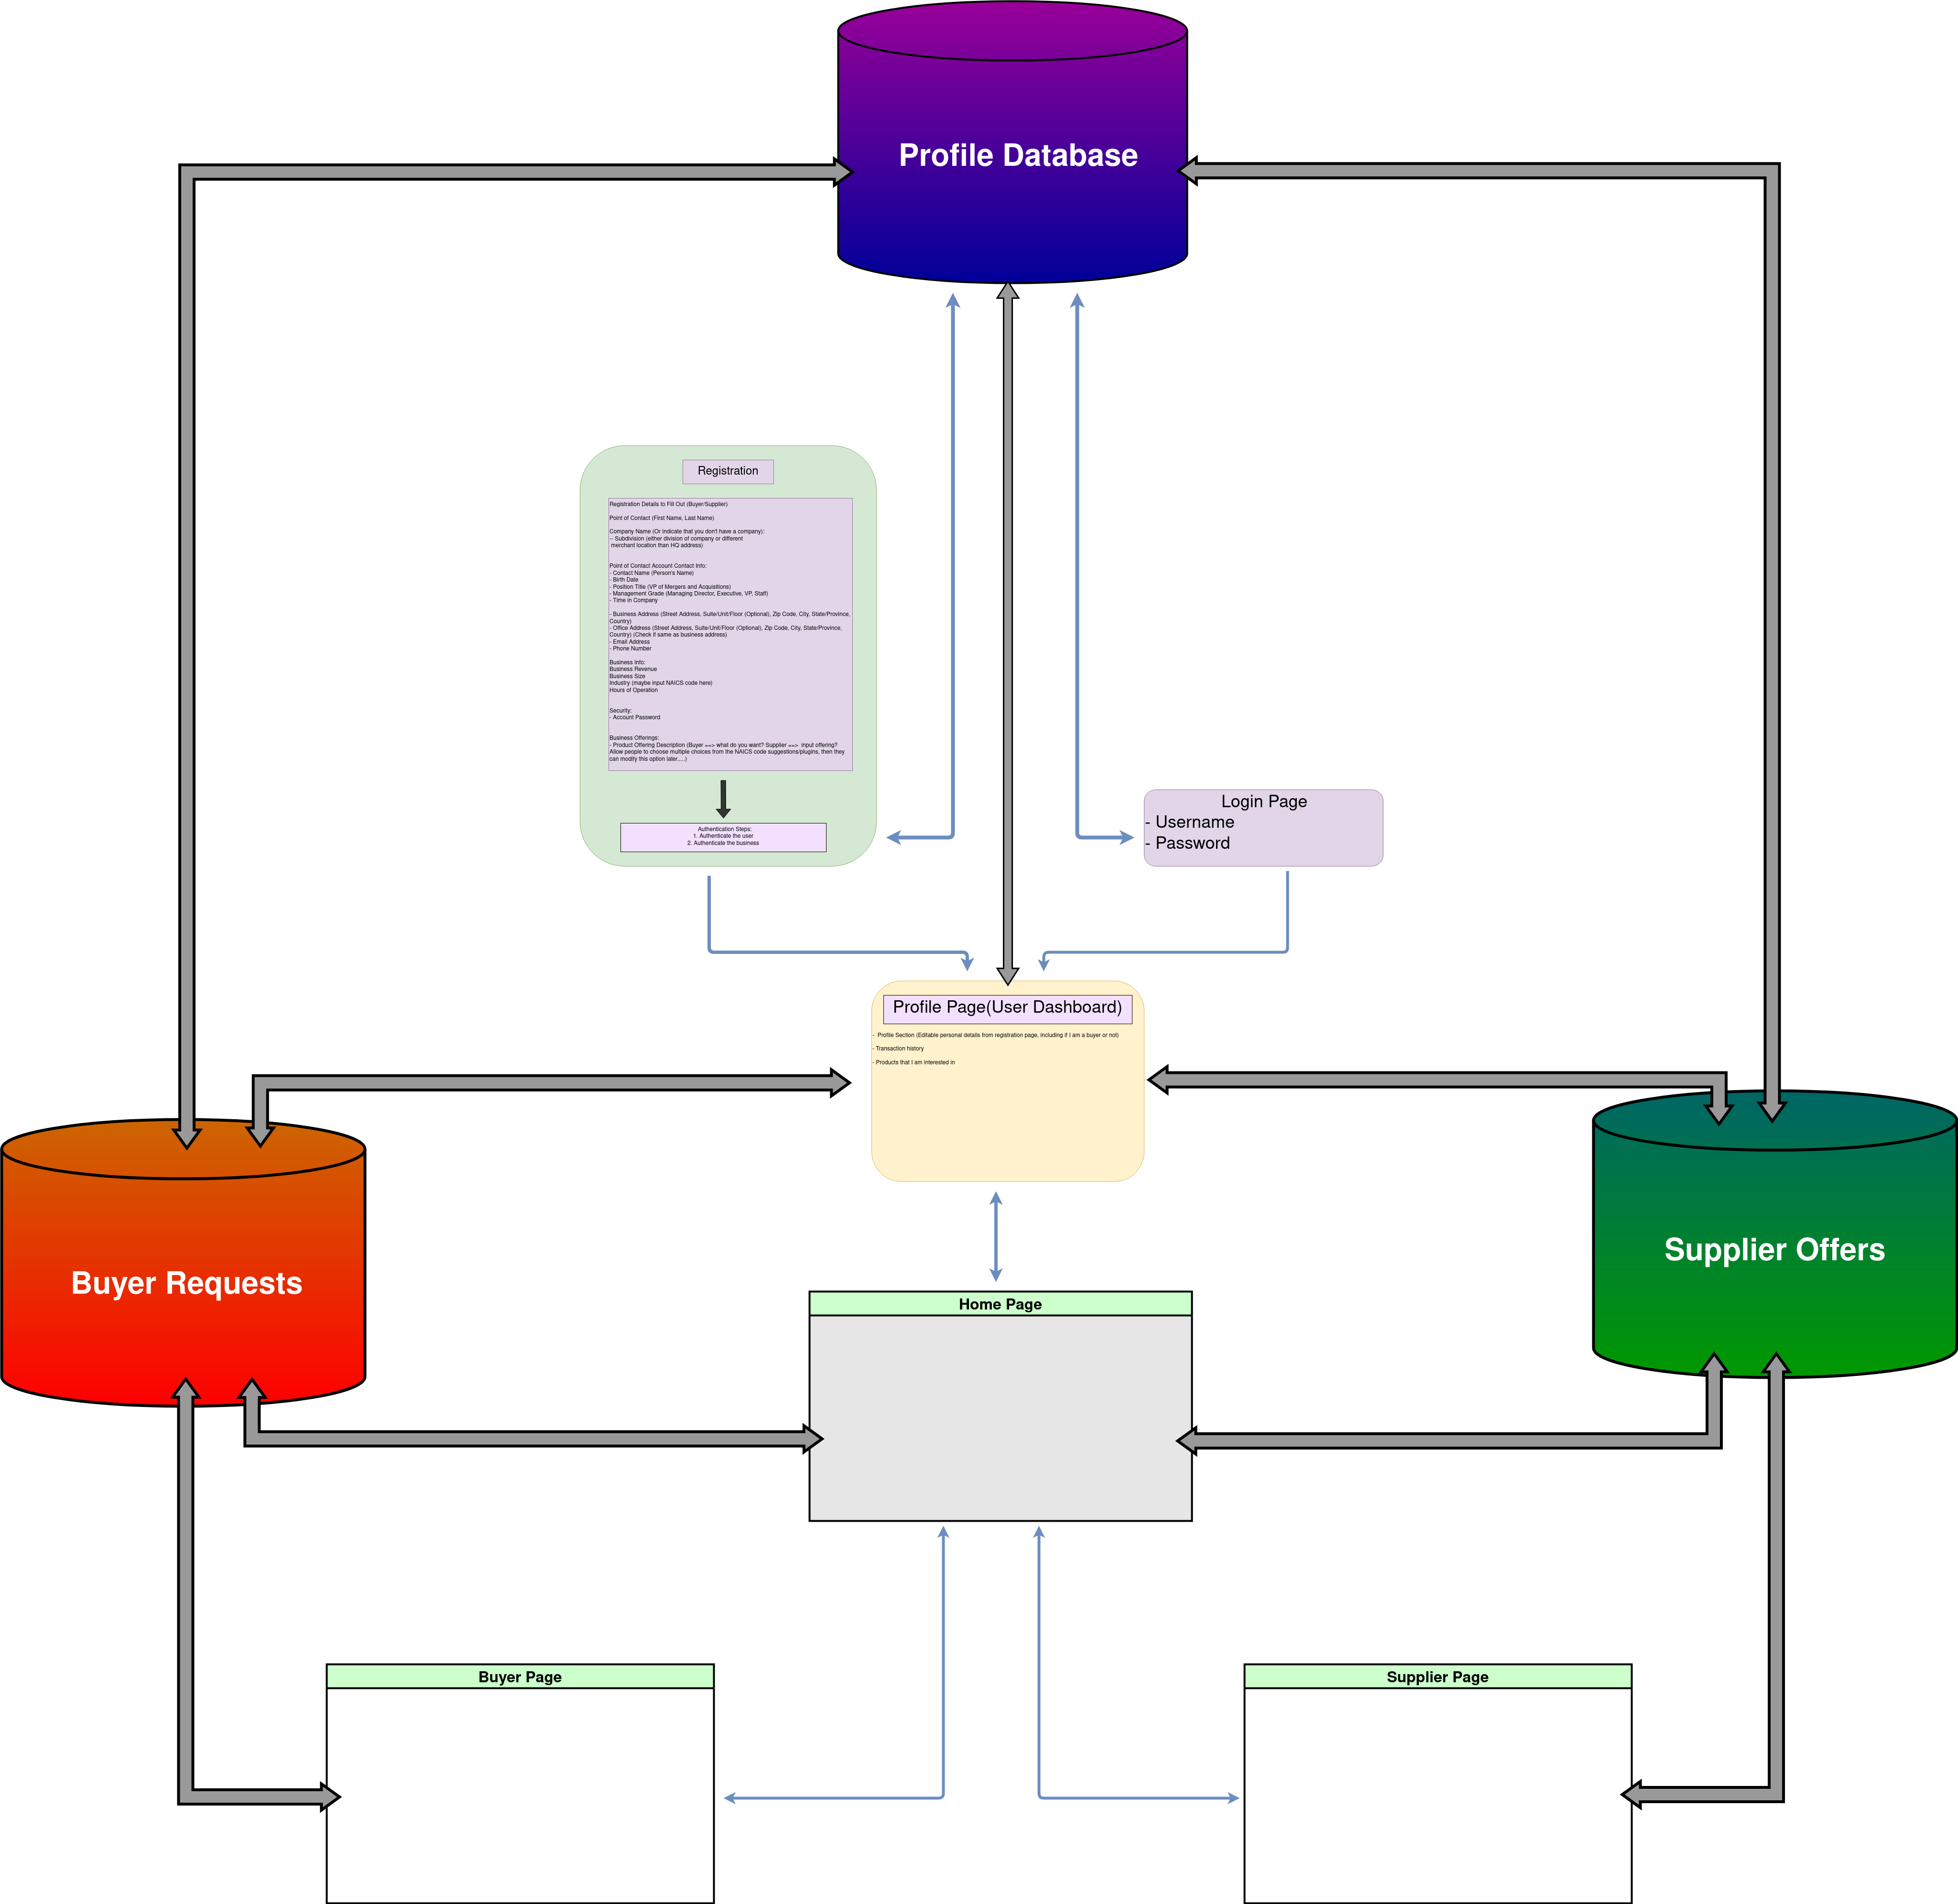 Profile Database
Registration
Registration Details to Fill Out (Buyer/Supplier)
Point of Contact (First Name, Last Name)
Company Name (Or indicate that you don't have a company):
-- Subdivision (either division of company or different
merchant location than HQ address)
Point of Contact Account Contact Info:
- Contact Name (Person's Name)
- Birth Date
- Position Title (VP of Mergers and Acquisitions)
- Management Grade (Managing Director, Executive, VP, Staff)
- Time in Company
- Business Address (Street Address, Suite/Unit/Floor (Optional), Zip Code, City, State/Province,
Country)
- Office Address (Street Address, Suite/Unit/Floor (Optional), Zip Code, City, State/Province,
Country) (Check if same as business address)
- Email Address
- Phone Number
Business Info:
Business Revenue
Business Size
Industry (maybe input NAICS code here)
Hours of Operation
Security:
- Account Password
Business Offerings:
- Product Offering Description (Buyer ==> what do you want? Supplier ==> input offering?
Allow people to choose multiple choices from the NAICS code suggestions/plugins, then they
can modify this option later.....)
Authentication Steps:
1. Authenticate the user
2. Authenticate the business
Login Page
- Username
- Password
Profile Page(User Dashboard)
- Profile Section (Editable personal details from registration page, including if I am a buyer or not)
- Transaction history
- Products that I am interested in
Buyer Requests
Supplier Offers
Home Page
Buyer Page
Supplier Page